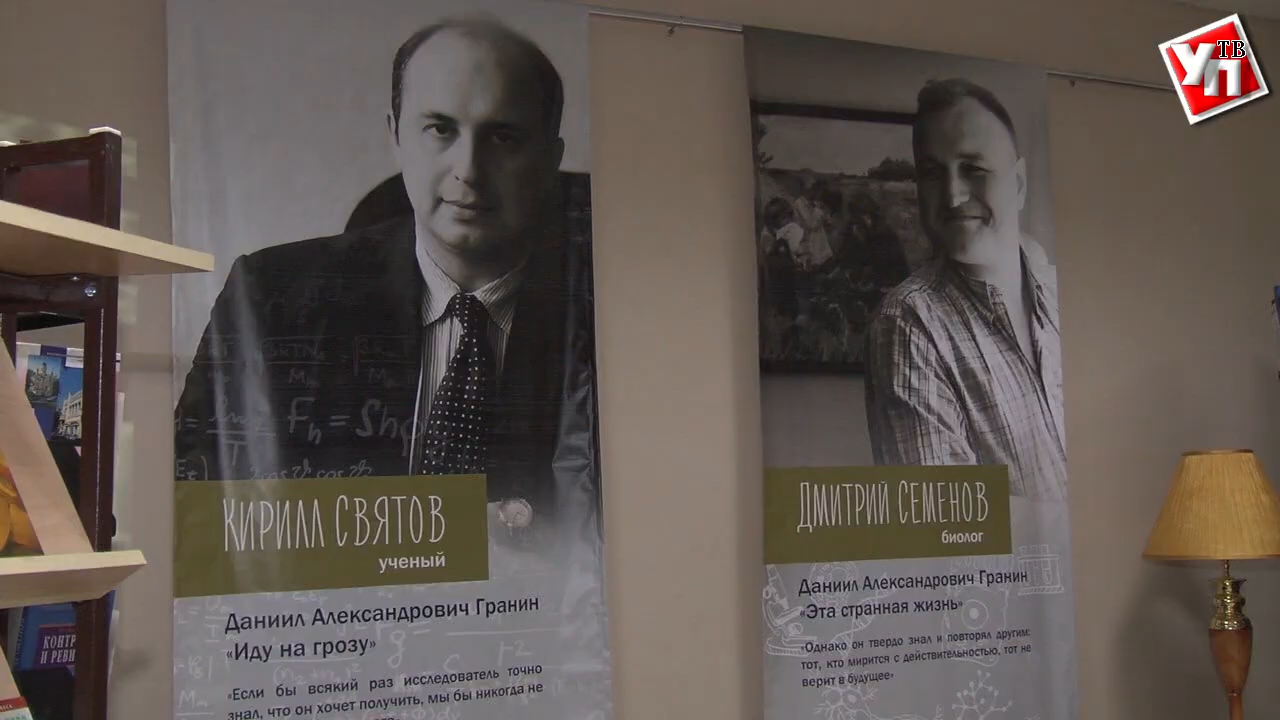 УП
ТВ
КИРИЛЛ СВЯТОВ
ученый
Даниил Александрович Гранин
«Иду на грозу»
«Если бы всякий раз исследователь точно
знал, что он хочет получить, мы бы никогда не
ДМИТРИЙ СЕМЕНОВ
биолог
Даниил Александрович Гранин
«Эта странная жизнь»
«Однако он твердо знал и повторял другим:
тот, кто мирится с действительностью, тот не
верит в будущее»
КОНТР
И РЕВИ